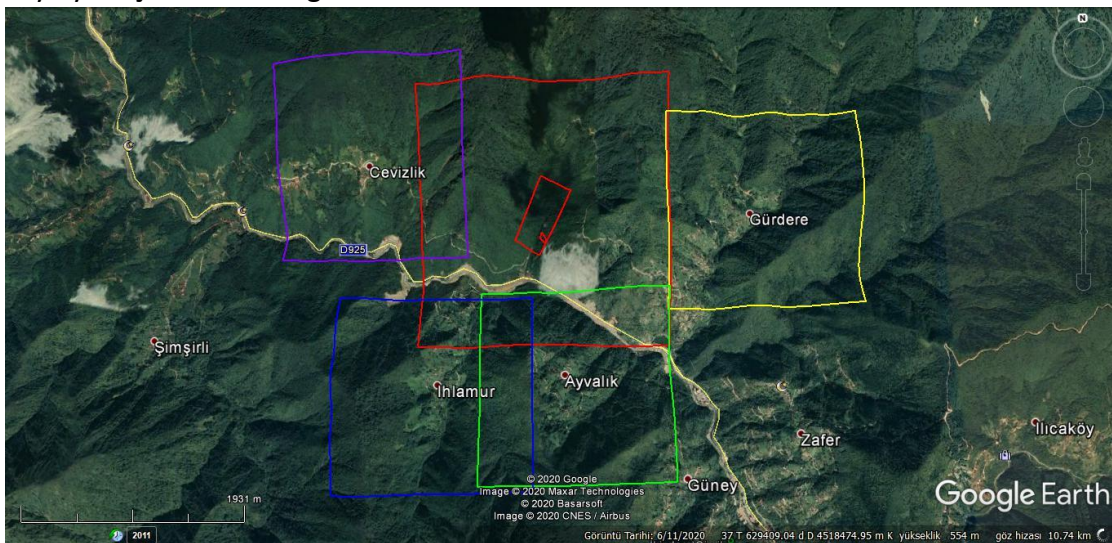 N
Cevizlik
Gürdere
D925
Şimşirli
Ihlamur
Ayvalık
Zafer
Ilıcaköy
Güney
© 2020 Google
Image © 2020 Maxar Technologies
© 2020 Basarsoft
Image © 2020 CNES / Airbus
Google Earth
1931 m
2011
Görüntü Tarihi: 6/11/2020 37 T 629409.04 d D 4518474.95 m K yükseklik 554 m göz hizası 10.74 km